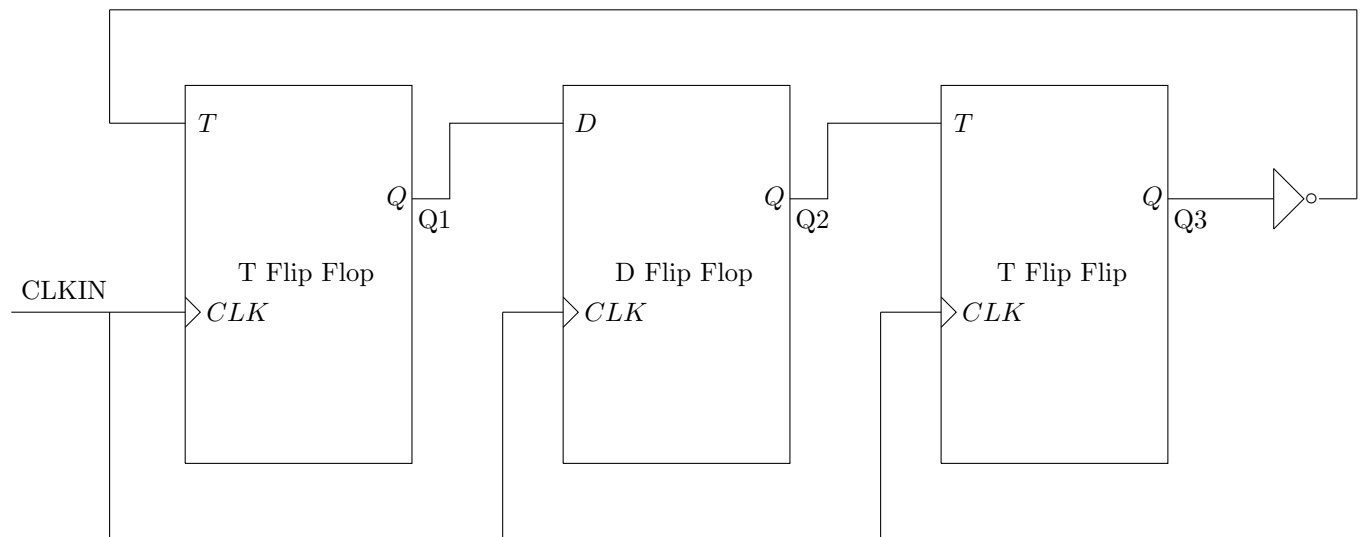 T
Q
Q1
T Flip Flop
CLKIN
CLK
D
Q
Q2
D Flip Flop
CLK
T
Q
Q3
T Flip Flip
CLK